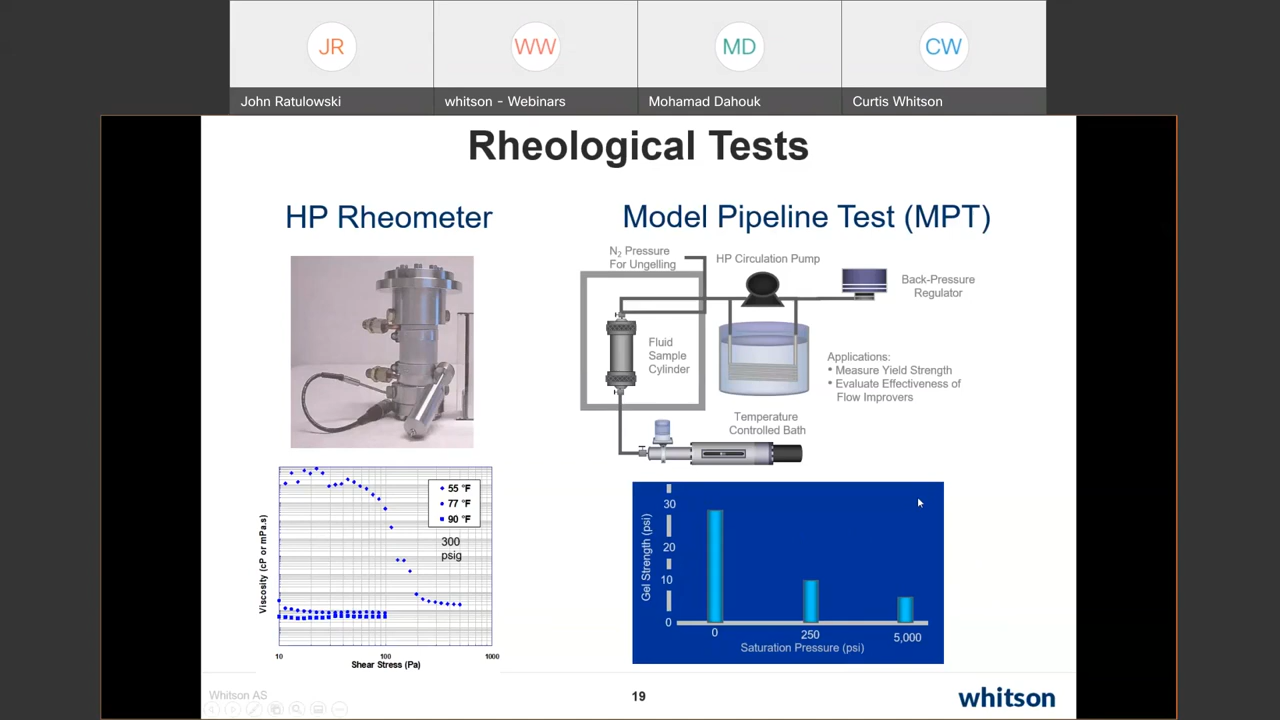 JR
WW
MD
CW
John Ratulowski
whitson - Webinars
Mohamad Dahouk
Curtis Whitson
Rheological Tests
HP Rheometer
Model Pipeline Test (MPT)
N2 Pressure
For Ungelling
HP Circulation Pump
Back-Pressure
Regulator
Fluid
Sample
Cylinder
Applications:
• Measure Yield Strength
• Evaluate Effectiveness of
Flow Improvers
Temperature
Controlled Bath
55 °F
77 °F
90 °F
300
psig
Viscosity (cP or mPa.s)
10
100
1000
Shear Stress (Pa)
Gel Strength (psi)
30
20
10
0
0
250
5,000
Saturation Pressure (psi)
Whitson AS
19
whitson